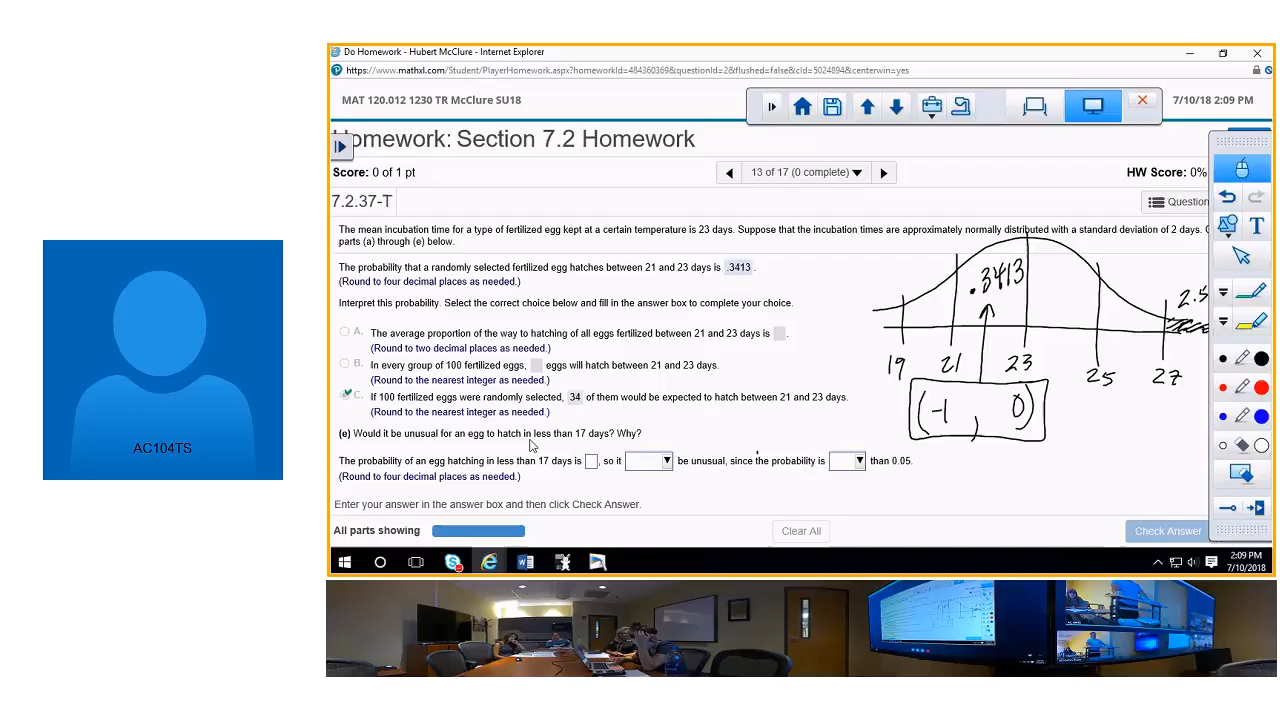 Do Homework - Hubert McClure - Internet Explorer
https://www.mathxl.com/Student/PlayerHomework.aspx?homeworkId=484360369&questionId=2&flushed=false&cId=5024894&centerwin=yes
MAT 120.012 1230 TR McClure SU18
7/10/18 2:09 PM
omework: Section 7.2 Homework
Score: 0 of 1 pt
13 of 17 (0 complete)
HW Score: 0%
7.2.37-T
Question
The mean incubation time for a type of fertilized egg kept at a certain temperature is 23 days. Suppose that the incubation times are approximately normally distributed with a standard deviation of 2 days.
parts (a) through (e) below.
The probability that a randomly selected fertilized egg hatches between 21 and 23 days is .3413.
(Round to four decimal places as needed.)
Interpret this probability. Select the correct choice below and fill in the answer box to complete your choice.
A. The average proportion of the way to hatching of all eggs fertilized between 21 and 23 days is .
(Round to two decimal places as needed.)
B. In every group of 100 fertilized eggs, eggs will hatch between 21 and 23 days.
(Round to the nearest integer as needed.)
C. If 100 fertilized eggs were randomly selected, 34 of them would be expected to hatch between 21 and 23 days.
(Round to the nearest integer as needed.)
(e) Would it be unusual for an egg to hatch in less than 17 days? Why?
The probability of an egg hatching in less than 17 days is , so it be unusual, since the probability is than 0.05.
(Round to four decimal places as needed.)
Enter your answer in the answer box and then click Check Answer.
.3413
2.5
19 21 23 25 27
(-1, 0)
T
All parts showing
Clear All
Check Answer
2:09 PM
7/10/2018
AC104TS